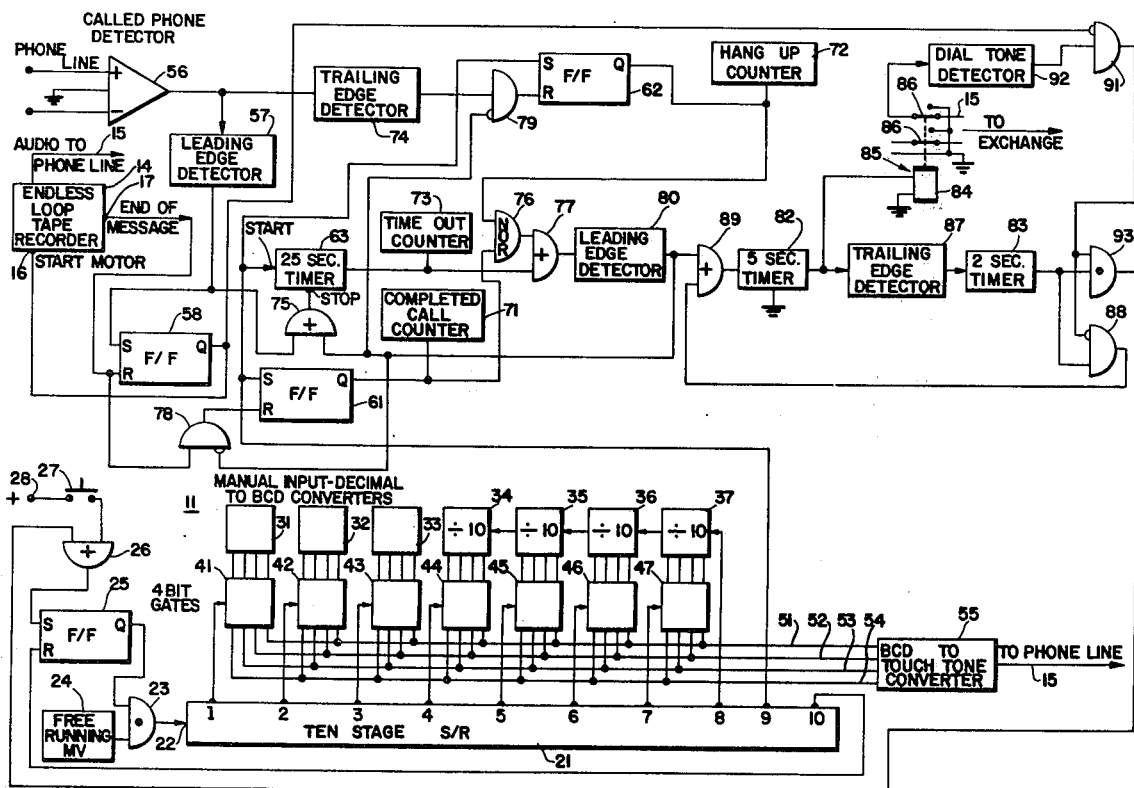 CALLED PHONE
DETECTOR
PHONE
LINE
+
−
56
15
57
LEADING
EDGE
DETECTOR
AUDIO TO
PHONE LINE
14
17
ENDLESS
LOOP
TAPE
RECORDER
END OF
MESSAGE
16
START MOTOR
TRAILING
EDGE
DETECTOR
74
79
S
F/F
Q
R
62
HANG UP
COUNTER
72
DIAL TONE
DETECTOR
92
91
86
15
86
TO
EXCHANGE
85
84
73
TIME OUT
COUNTER
START
63
25 SEC.
TIMER
STOP
75
+
76
NOR
77
+
80
LEADING
EDGE
DETECTOR
89
+
82
5 SEC.
TIMER
87
TRAILING
EDGE
DETECTOR
83
2 SEC.
TIMER
93
88
COMPLETED
CALL
COUNTER
71
58
S
F/F
Q
R
S
F/F
Q
R
61
78
28
27
+
26
+
11
MANUAL INPUT-DECIMAL
TO BCD CONVERTERS
31
32
33
34
35
36
37
÷ 10
÷ 10
÷ 10
÷ 10
41
42
43
44
45
46
47
4 BIT
GATES
25
S
F/F
Q
R
51
52
53
54
55
BCD TO
TOUCH TONE
CONVERTER
TO PHONE LINE
15
24
FREE
RUNNING
MV
23
22
1 2 3 4 5 6 7 8 9 10
TEN STAGE S/R
21